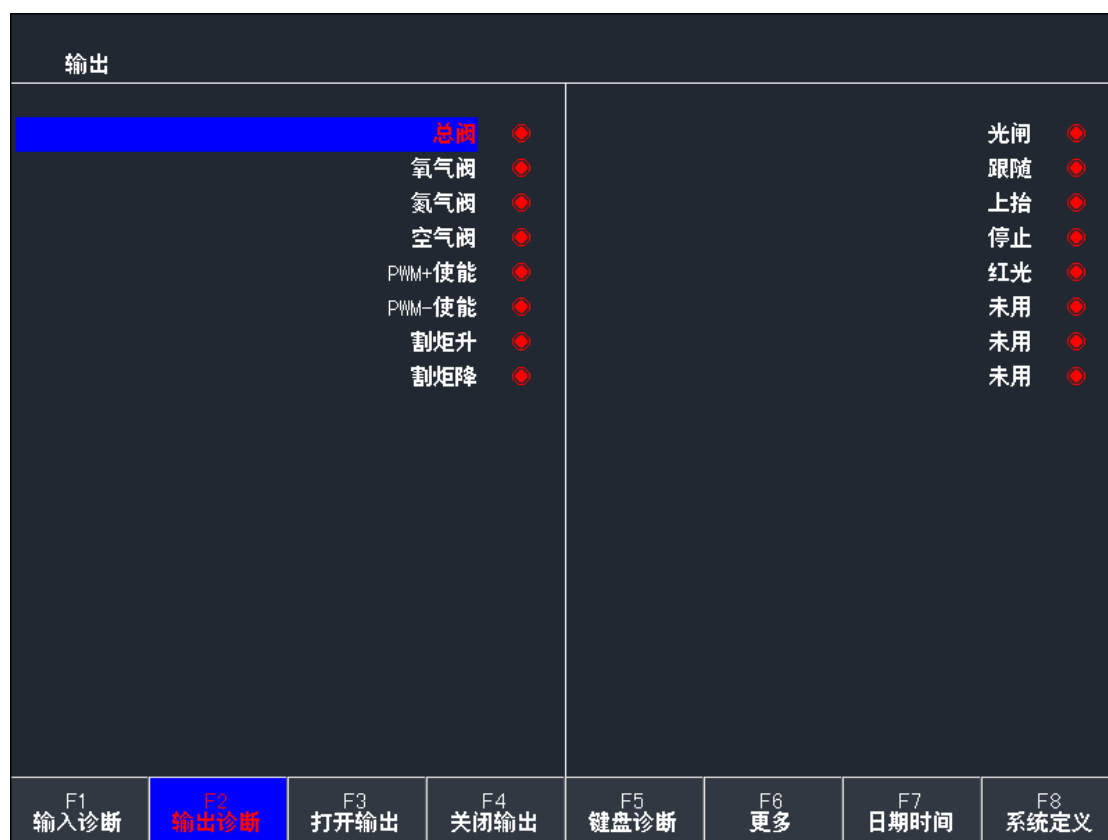 输出
总阀
氧气阀
氮气阀
空气阀
PWM+使能
PWM-使能
割炬升
割炬降
光闸
跟随
上抬
停止
红光
未用
未用
未用
F1
输入诊断
F2
输出诊断
F3
打开输出
F4
关闭输出
F5
键盘诊断
F6
更多
F7
日期时间
F8
系统定义